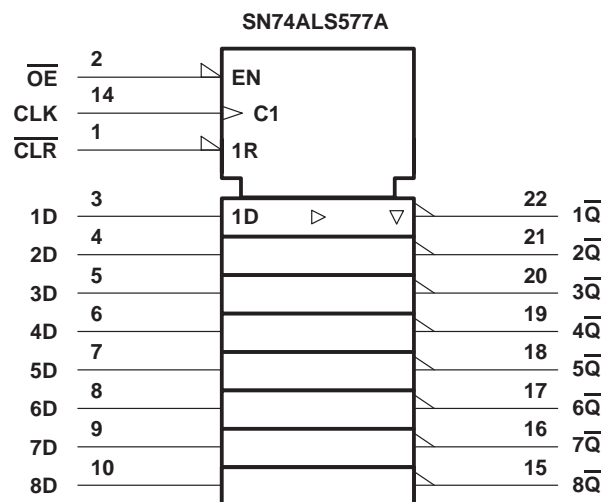 SN74ALS577A
O̅E̅ 2 EN
CLK 14 C1
C̅L̅R̅ 1 1R
1D 3 1D 22 1Q̅
2D 4 21 2Q̅
3D 5 20 3Q̅
4D 6 19 4Q̅
5D 7 18 5Q̅
6D 8 17 6Q̅
7D 9 16 7Q̅
8D 10 15 8Q̅